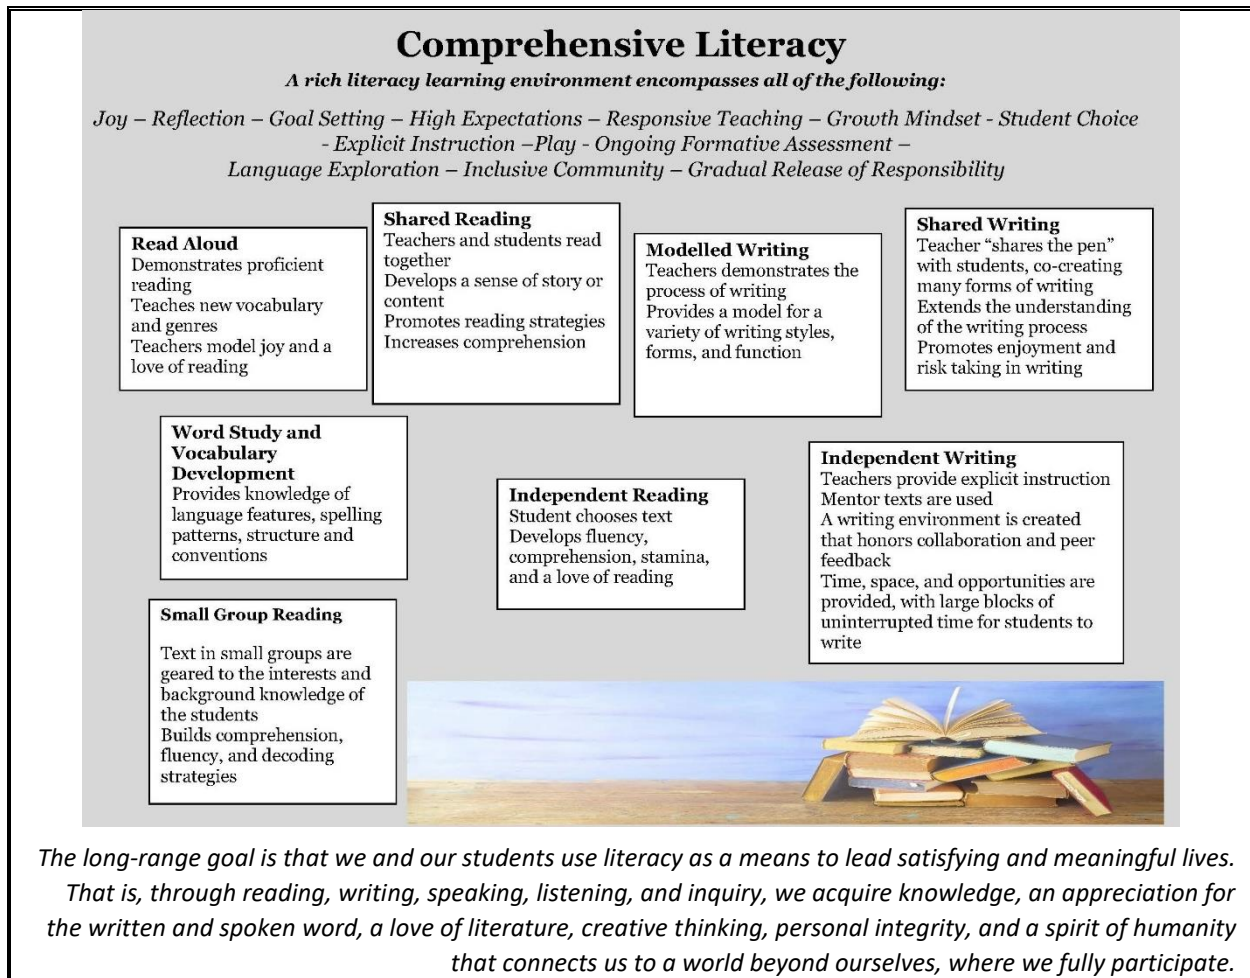 Comprehensive Literacy
A rich literacy learning environment encompasses all of the following:
Joy – Reflection – Goal Setting – High Expectations – Responsive Teaching – Growth Mindset - Student Choice
- Explicit Instruction –Play - Ongoing Formative Assessment –
Language Exploration – Inclusive Community – Gradual Release of Responsibility
Read Aloud
Demonstrates proficient
reading
Teaches new vocabulary
and genres
Teachers model joy and a
love of reading
Shared Reading
Teachers and students read
together
Develops a sense of story or
content
Promotes reading strategies
Increases comprehension
Modelled Writing
Teachers demonstrates the
process of writing
Provides a model for a
variety of writing styles,
forms, and function
Shared Writing
Teacher “shares the pen”
with students, co-creating
many forms of writing
Extends the understanding
of the writing process
Promotes enjoyment and
risk taking in writing
Word Study and
Vocabulary
Development
Provides knowledge of
language features, spelling
patterns, structure and
conventions
Independent Reading
Student chooses text
Develops fluency,
comprehension, stamina,
and a love of reading
Independent Writing
Teachers provide explicit instruction
Mentor texts are used
A writing environment is created
that honors collaboration and peer
feedback
Time, space, and opportunities are
provided, with large blocks of
uninterrupted time for students to
write
Small Group Reading
Text in small groups are
geared to the interests and
background knowledge of
the students
Builds comprehension,
fluency, and decoding
strategies
The long-range goal is that we and our students use literacy as a means to lead satisfying and meaningful lives.
That is, through reading, writing, speaking, listening, and inquiry, we acquire knowledge, an appreciation for
the written and spoken word, a love of literature, creative thinking, personal integrity, and a spirit of humanity
that connects us to a world beyond ourselves, where we fully participate.